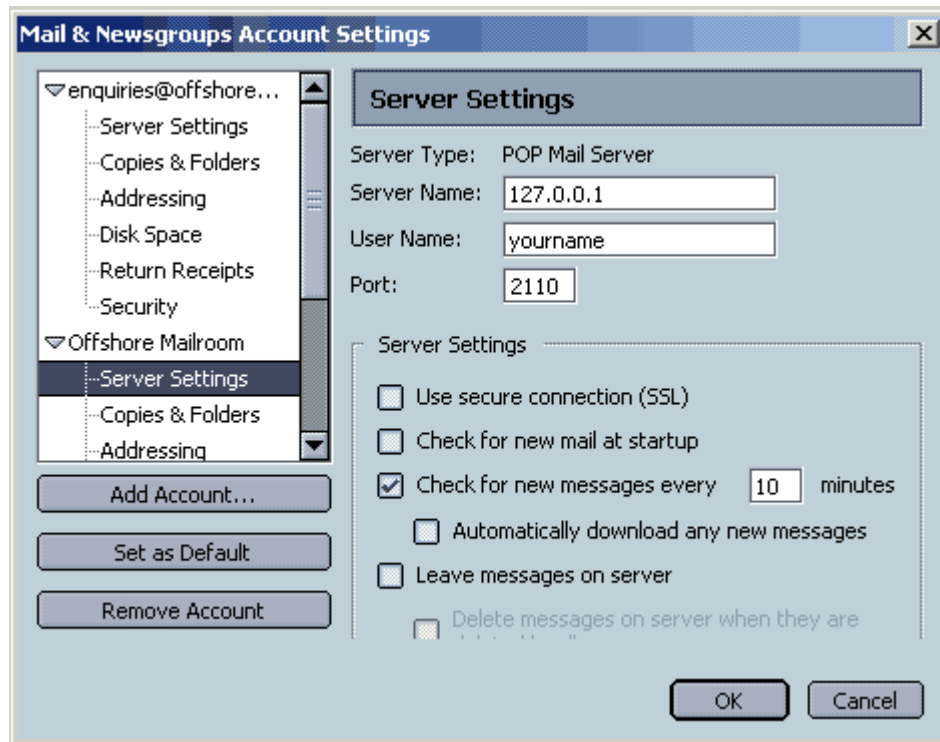 Mail & Newsgroups Account Settings
enquiries@offshore...
Server Settings
Copies & Folders
Addressing
Disk Space
Return Receipts
Security
Offshore Mailroom
Server Settings
Copies & Folders
Addressing
Add Account...
Set as Default
Remove Account
Server Settings
Server Type: POP Mail Server
Server Name: 127.0.0.1
User Name: yourname
Port: 2110
Server Settings
Use secure connection (SSL)
Check for new mail at startup
Check for new messages every 10 minutes
Automatically download any new messages
Leave messages on server
Delete messages on server when they are
OK Cancel